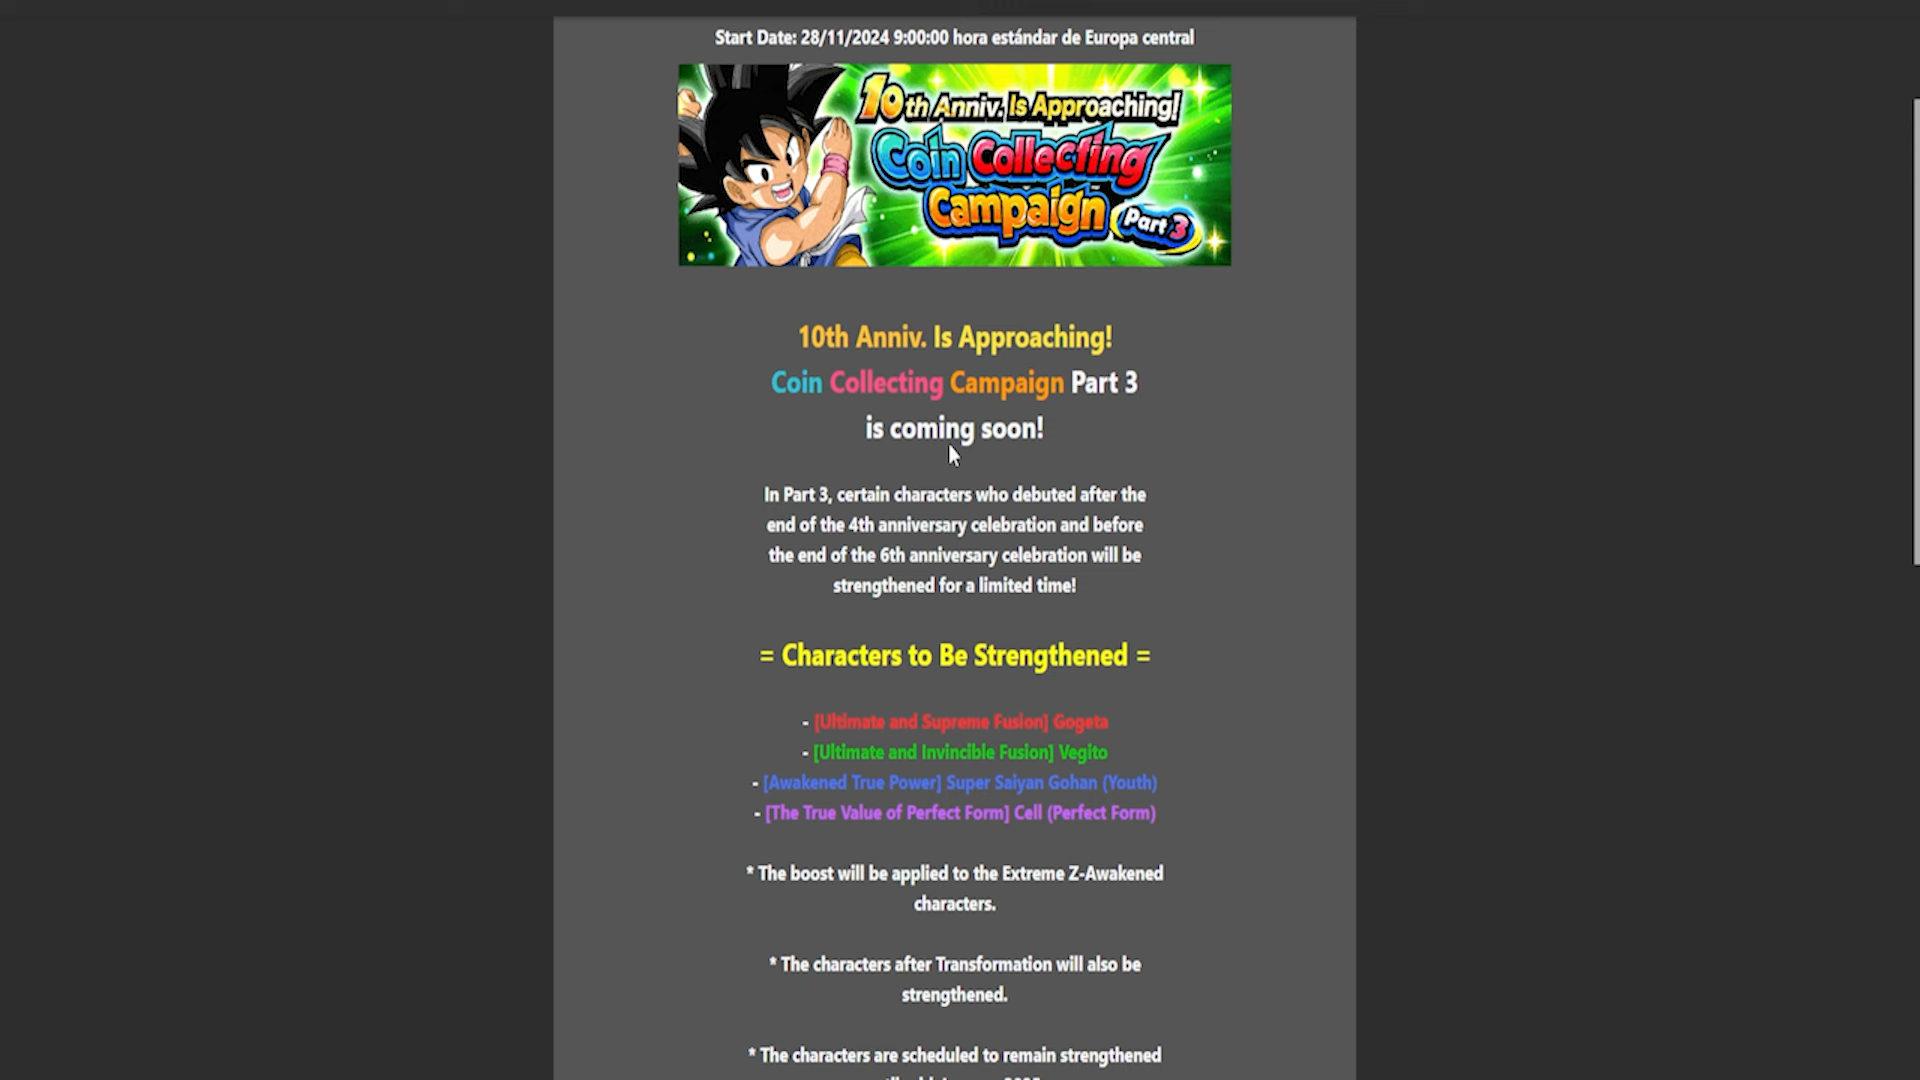 Start Date: 28/11/2024 9:00:00 hora estándar de Europa central
10th Anniv. Is Approaching!
Coin Collecting
Campaign Part 3
10th Anniv. Is Approaching!
Coin Collecting Campaign Part 3
is coming soon!
In Part 3, certain characters who debuted after the
end of the 4th anniversary celebration and before
the end of the 6th anniversary celebration will be
strengthened for a limited time!
= Characters to Be Strengthened =
- [Ultimate and Supreme Fusion] Gogeta
- [Ultimate and Invincible Fusion] Vegito
- [Awakened True Power] Super Saiyan Gohan (Youth)
- [The True Value of Perfect Form] Cell (Perfect Form)
* The boost will be applied to the Extreme Z-Awakened
characters.
* The characters after Transformation will also be
strengthened.
* The characters are scheduled to remain strengthened